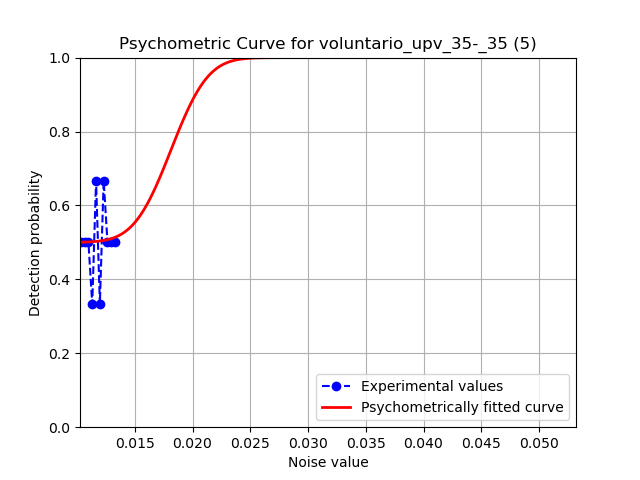 Psychometric Curve for voluntario_upv_35-_35 (5)
1.0
0.8
0.6
0.4
0.2
0.0
Detection probability
Experimental values
Psychometrically fitted curve
0.015 0.020 0.025 0.030 0.035 0.040 0.045 0.050
Noise value